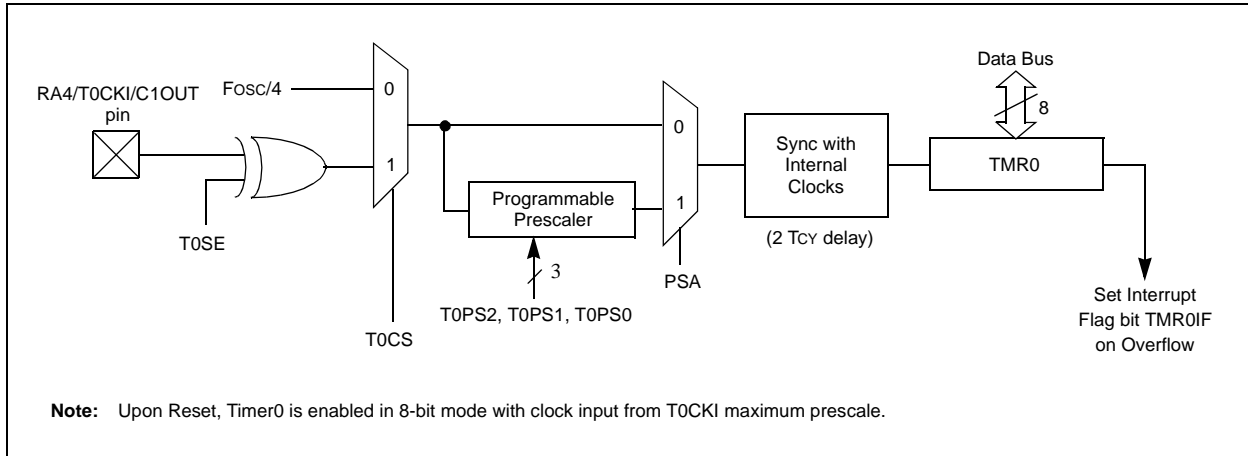 RA4/T0CKI/C1OUT
pin
FOSC/4
0
1
T0SE
T0CS
Programmable
Prescaler
3
T0PS2, T0PS1, T0PS0
0
1
PSA
Sync with
Internal
Clocks
(2 TCY delay)
Data Bus
8
TMR0
Set Interrupt
Flag bit TMR0IF
on Overflow
Note: Upon Reset, Timer0 is enabled in 8-bit mode with clock input from T0CKI maximum prescale.